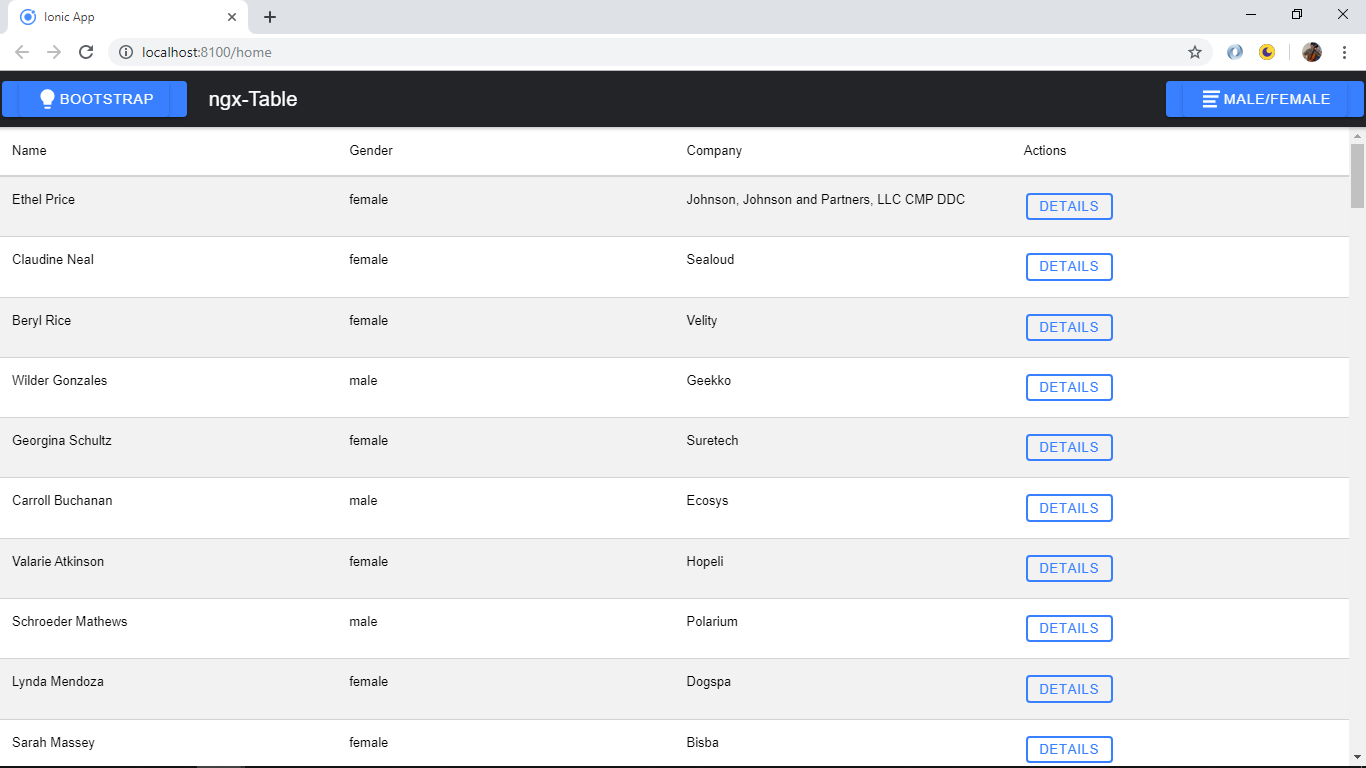 Ionic App
localhost:8100/home
BOOTSTRAP ngx-Table MALE/FEMALE
Name Gender Company Actions
Ethel Price female Johnson, Johnson and Partners, LLC CMP DDC DETAILS
Claudine Neal female Sealoud DETAILS
Beryl Rice female Velity DETAILS
Wilder Gonzales male Geekko DETAILS
Georgina Schultz female Suretech DETAILS
Carroll Buchanan male Ecosys DETAILS
Valarie Atkinson female Hopeli DETAILS
Schroeder Mathews male Polarium DETAILS
Lynda Mendoza female Dogspa DETAILS
Sarah Massey female Bisba DETAILS